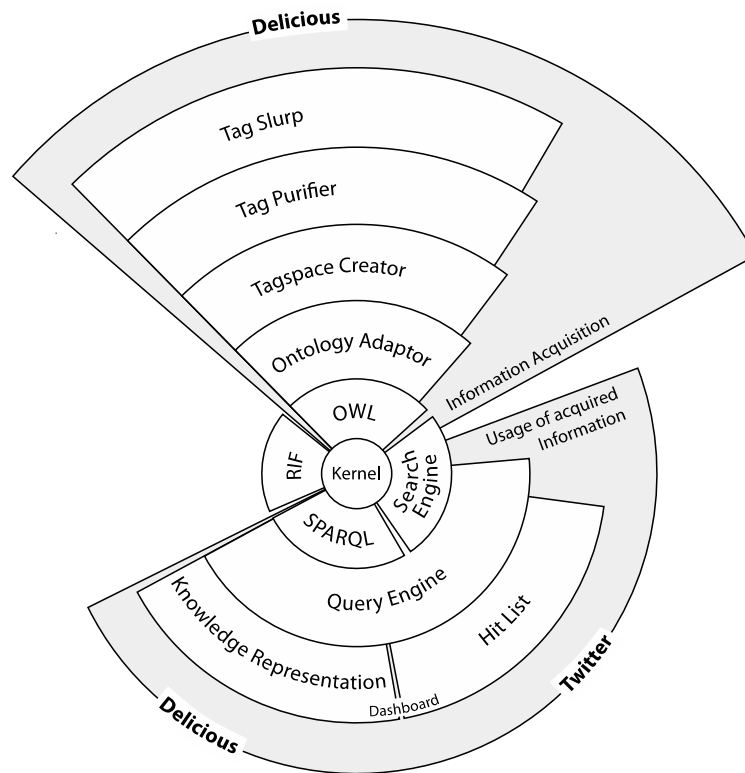 Delicious
Tag Slurp
Tag Purifier
Tagspace Creator
Ontology Adaptor
OWL
Information Acquisition
Usage of acquired
Information
RIF
Kernel
Search
Engine
SPARQL
Query Engine
Hit List
Knowledge Representation
Dashboard
Twitter
Delicious